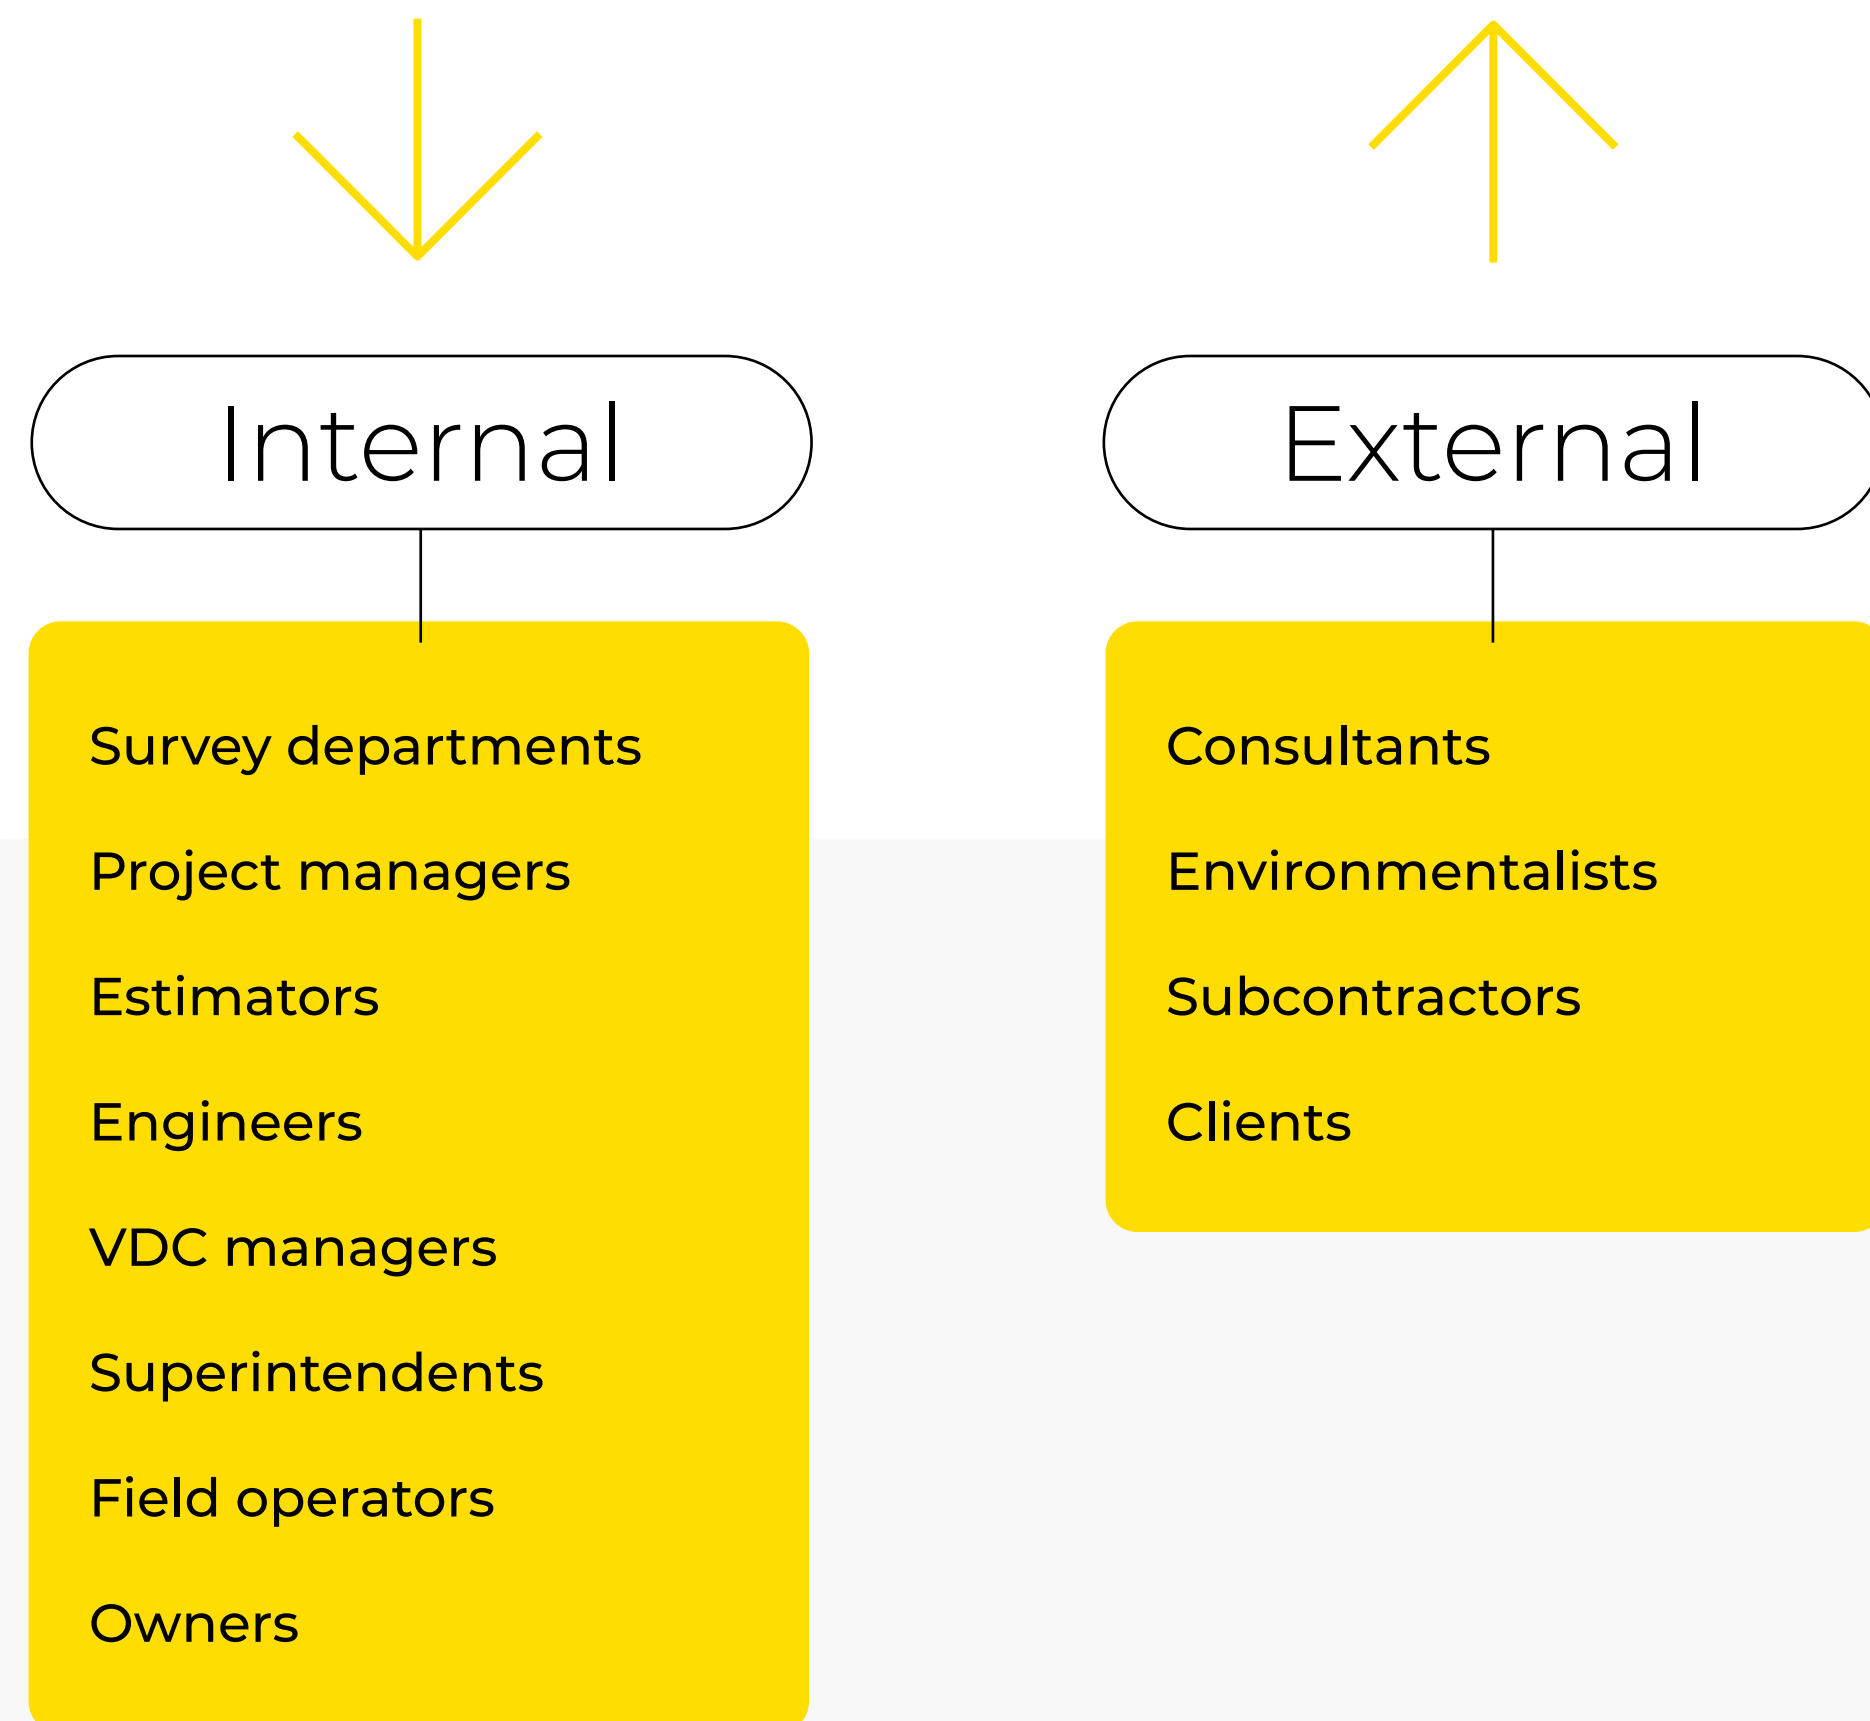 Internal
Survey departments
Project managers
Estimators
Engineers
VDC managers
Superintendents
Field operators
Owners
External
Consultants
Environmentalists
Subcontractors
Clients